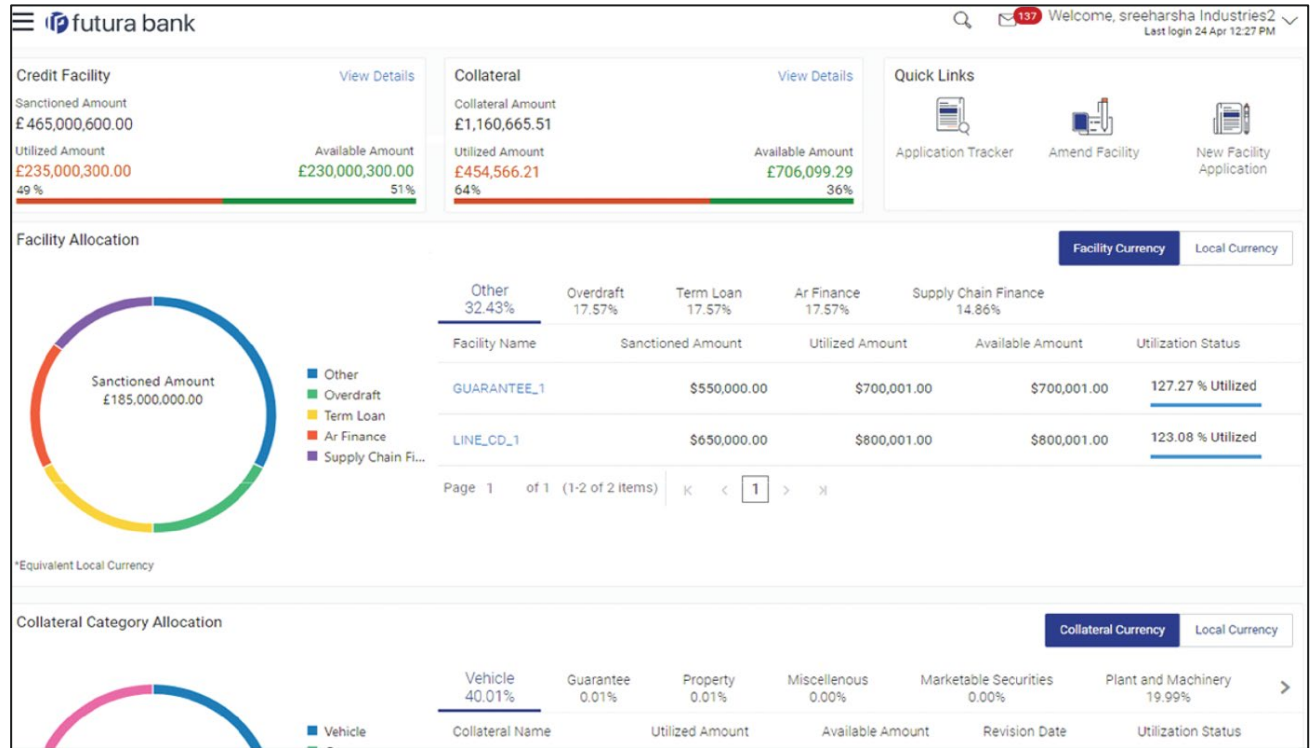 futura bank
137 Welcome, sreeharsha Industries2
Last login 24 Apr 12:27 PM
Credit Facility View Details
Sanctioned Amount
£465,000,600.00
Utilized Amount Available Amount
£235,000,300.00 £230,000,300.00
49 % 51%
Collateral View Details
Collateral Amount
£1,160,665.51
Utilized Amount Available Amount
£454,566.21 £706,099.29
64% 36%
Quick Links
Application Tracker
Amend Facility
New Facility
Application
Facility Allocation
Facility Currency Local Currency
Sanctioned Amount
£185,000,000.00
Other
Overdraft
Term Loan
Ar Finance
Supply Chain Fi...
*Equivalent Local Currency
Other Overdraft Term Loan Ar Finance Supply Chain Finance
32.43% 17.57% 17.57% 17.57% 14.86%
Facility Name Sanctioned Amount Utilized Amount Available Amount Utilization Status
GUARANTEE_1 $550,000.00 $700,001.00 $700,001.00 127.27 % Utilized
LINE_CD_1 $650,000.00 $800,001.00 $800,001.00 123.08 % Utilized
Page 1 of 1 (1-2 of 2 items) 1
Collateral Category Allocation
Collateral Currency Local Currency
Vehicle
Vehicle Guarantee Property Miscellenous Marketable Securities Plant and Machinery
40.01% 0.01% 0.01% 0.00% 0.00% 19.99%
Collateral Name Utilized Amount Available Amount Revision Date Utilization Status